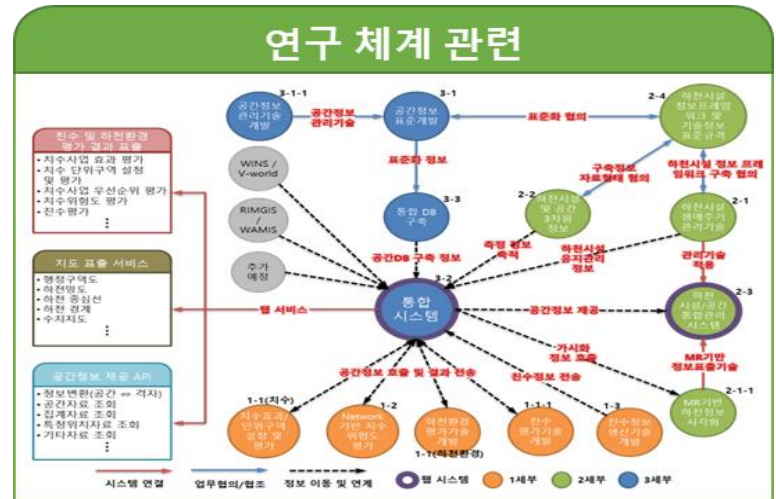 연구 체계 관련
3-1-1
공간정보
관리기술
개발
공간정보
관리기술
3-1
공간정보
표준개발
표준화 협의
2-4
하천시설
정보프레임
워크 및
기술정보
표준규격
친수 및 하천환경
평가 결과 표출
•치수사업 효과 평가
•치수 단위구역 설정
및 평가
•치수사업 우선순위 평가
•치수위험도 평가
•친수평가
⋮
WINS /
V-world
RIMGIS
/
WAMIS
추가
예정
표준화 정보
3-3
통합 DB
구축
공간DB 구축 정보
구축정보
자료형태 협의
2-2
하천시설
및 공간
3차원
정보
하천시설 정보 프레
임워크 구축 협의
2-1
하천시설
생애주기
관리기술
측정 정보
축적
하천시설
유지관리
정보
관리기술
적용
지도 표출 서비스
•행정구역도
•하천망도
•하천 중심선
•하천 경계
•수치지도
⋮
웹 서비스
3-2
통합
시스템
공간정보 제공
2-3
하천
시설/공간
통합관리
시스템
가시화
정보 호출
MR기반
정보표출기술
공간정보 제공 API
•정보변환(공간 ⇔ 격자)
•공간자료 조회
•집계자료 조회
•특정위치자료 조회
•기타자료 조회
⋮
공간정보 호출 및 결과 전송
친수정보 전송
2-1-1
MR기반
하천정보
시각화
1-1(치수)
치수효과/
단위구역
설정 및
평가
1-2
Network
기반 치수
위험도
평가
하천환경
평가기술
개발
1-1(하천환경)
1-1-1
친수
평가기술
개발
1-3
친수정보
생산기술
개발
시스템 연결
업무협의/협조
정보 이동 및 연계
웹 시스템
1세부
2세부
3세부